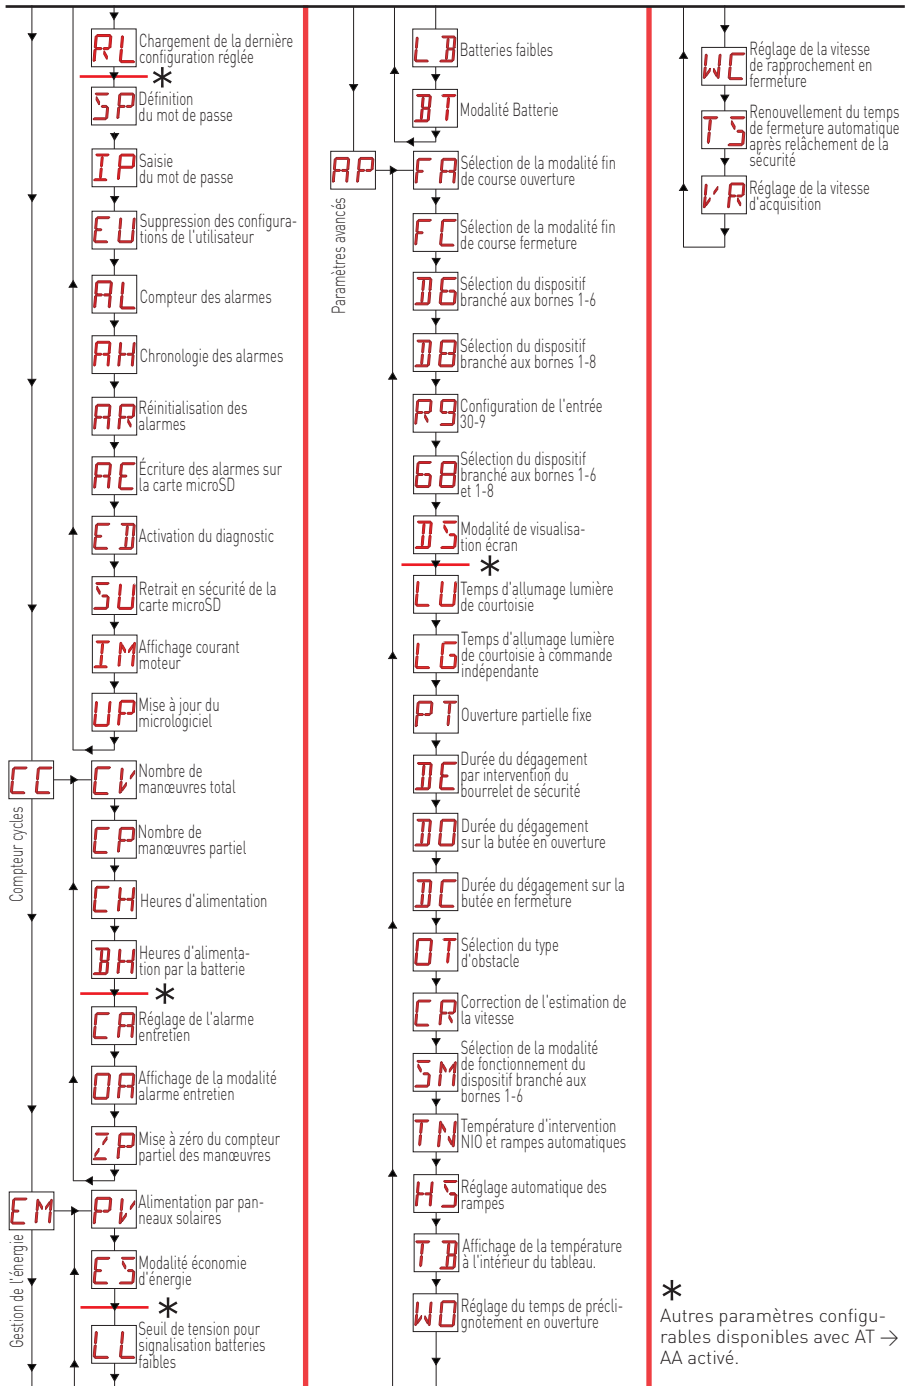 RL
Chargement de la dernière
configuration réglée
*
SP
Définition
du mot de passe
IP
Saisie
du mot de passe
EU
Suppression des configura-
tions de l'utilisateur
AL
Compteur des alarmes
AH
Chronologie des alarmes
AR
Réinitialisation des
alarmes
AE
Écriture des alarmes sur
la carte microSD
ED
Activation du diagnostic
SU
Retrait en sécurité de la
carte microSD
IM
Affichage courant
moteur
UP
Mise à jour du
micrologiciel
CC
Compteur cycles
CV
Nombre de
manœuvres total
CP
Nombre de
manœuvres partiel
CH
Heures d'alimentation
BH
Heures d'alimenta-
tion par la batterie
*
CA
Réglage de l'alarme
entretien
OA
Affichage de la modalité
alarme entretien
ZP
Mise à zéro du compteur
partiel des manœuvres
EM
Gestion de l'énergie
PV
Alimentation par pan-
neaux solaires
ES
Modalité économie
d'énergie
*
LL
Seuil de tension pour
signalisation batteries
faibles
LB
Batteries faibles
BT
Modalité Batterie
AP
Paramètres avancés
FA
Sélection de la modalité fin
de course ouverture
FC
Sélection de la modalité fin
de course fermeture
D6
Sélection du dispositif
branché aux bornes 1-6
D8
Sélection du dispositif
branché aux bornes 1-8
R9
Configuration de l'entrée
30-9
68
Sélection du dispositif
branché aux bornes 1-6
et 1-8
DS
Modalité de visualisa-
tion écran
*
LU
Temps d'allumage lumière
de courtoisie
LG
Temps d'allumage lumière
de courtoisie à commande
indépendante
PT
Ouverture partielle fixe
DE
Durée du dégagement
par intervention du
bourrelet de sécurité
DO
Durée du dégagement
sur la butée en ouverture
DC
Durée du dégagement sur la
butée en fermeture
OT
Sélection du type
d'obstacle
CR
Correction de l'estimation de
la vitesse
SM
Sélection de la modalité
de fonctionnement du
dispositif branché aux
bornes 1-6
TN
Température d'intervention
NIO et rampes automatiques
HS
Réglage automatique des
rampes
TB
Affichage de la température
à l'intérieur du tableau.
WO
Réglage du temps de précli-
gnotement en ouverture
WC
Réglage de la vitesse
de rapprochement en
fermeture
TS
Renouvellement du temps
de fermeture automatique
après relâchement de la
sécurité
VR
Réglage de la vitesse
d'acquisition
*
Autres paramètres configu-
rables disponibles avec AT →
AA activé.